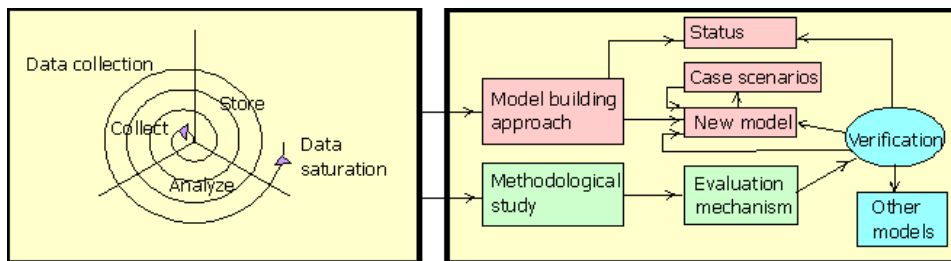 Data collection
Store
Collect
Analyze
Data
saturation
Status
Case scenarios
Model building
approach
New model
Verification
Methodological
study
Evaluation
mechanism
Other
models